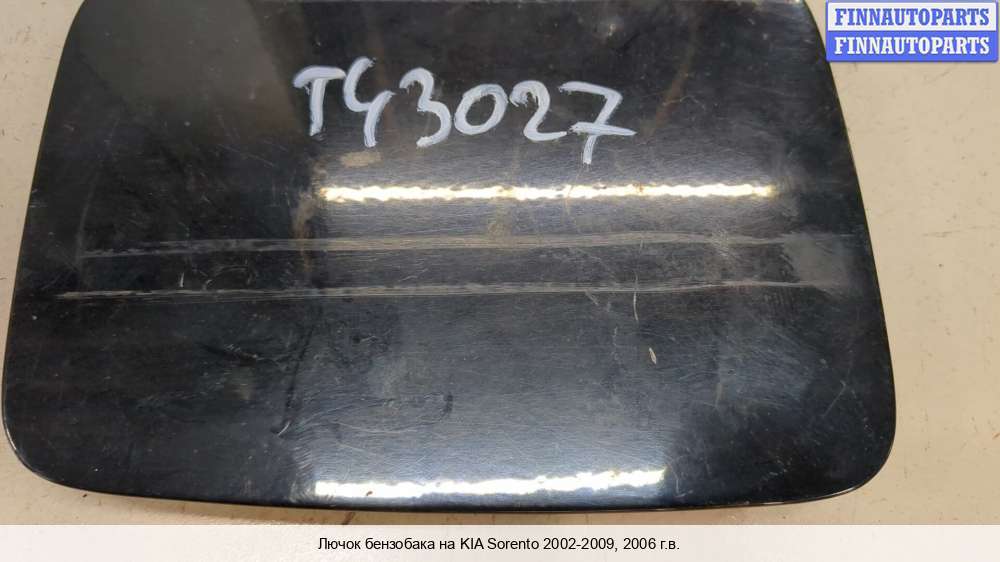 FINNAUTOPARTS
FINNAUTOPARTS
T43027
Лючок бензобака на KIA Sorento 2002-2009, 2006 г.в.